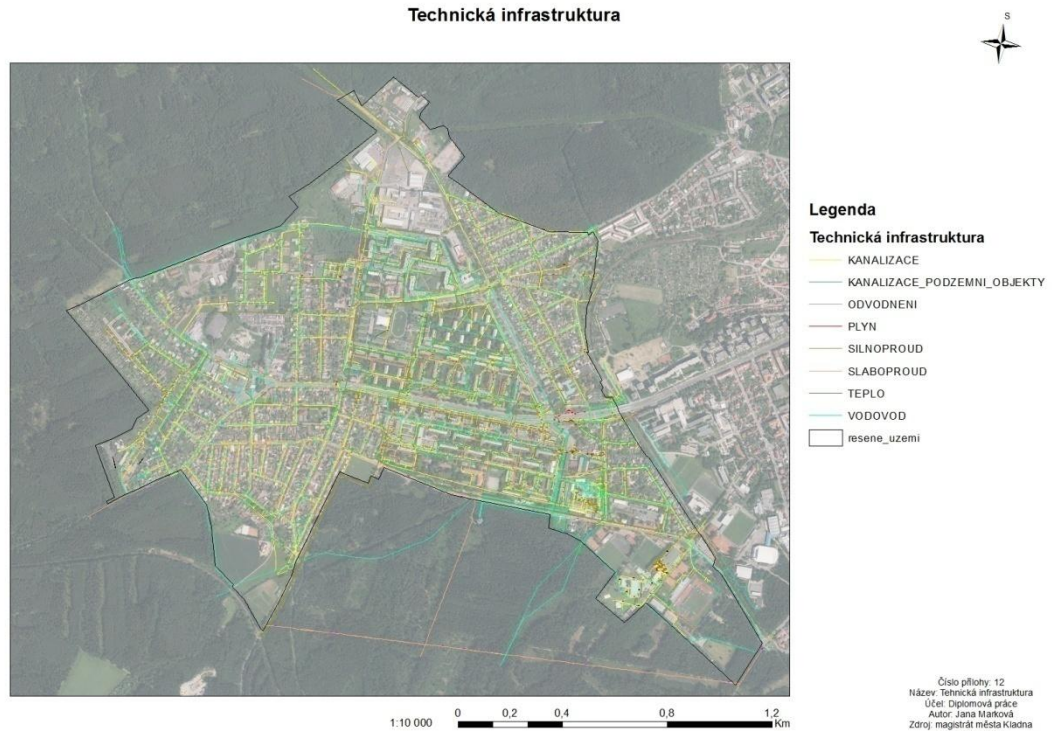 Technická infrastruktura
S
Legenda
Technická infrastruktura
KANALIZACE
KANALIZACE_PODZEMNI_OBJEKTY
ODVODNENI
PLYN
SILNOPROUD
SLABOPROUD
TEPLO
VODOVOD
resene_uzemi
1:10 000
0 0,2 0,4 0,8 1,2
Km
Číslo přílohy: 12
Název: Tehnická infrastruktura
Účel: Diplomová práce
Autor: Jana Marková
Zdroj: magistrát města Kladna